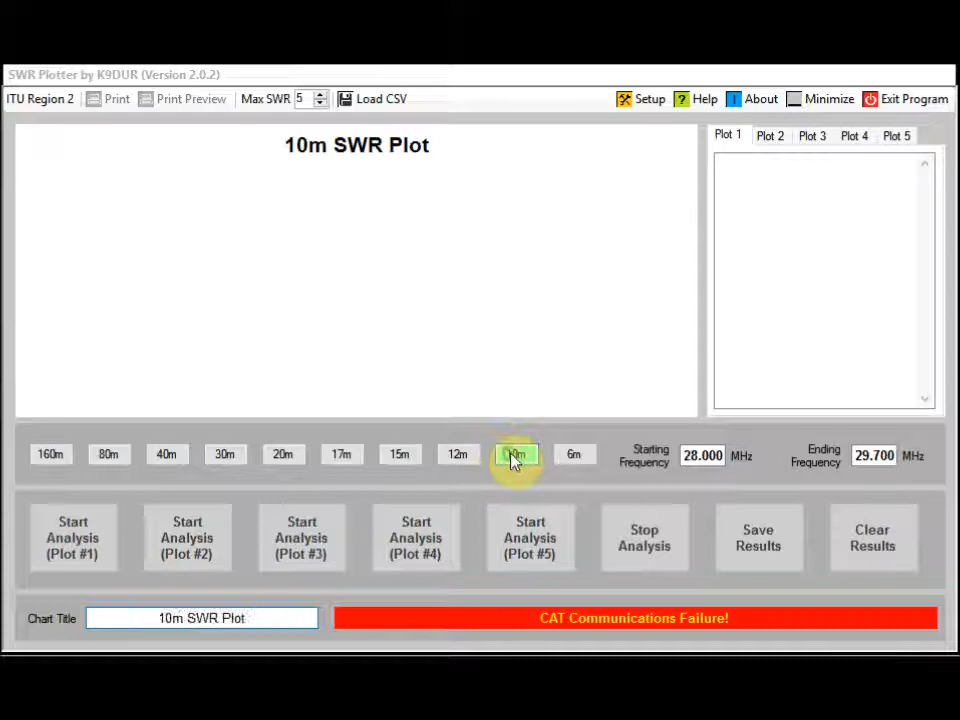 SWR Plotter by K9DUR (Version 2.0.2)
ITU Region 2 Print Print Preview Max SWR 5 Load CSV Setup ? Help i About Minimize Exit Program
10m SWR Plot
Plot 1 Plot 2 Plot 3 Plot 4 Plot 5
160m 80m 40m 30m 20m 17m 15m 12m 10m 6m
Starting
Frequency
28.000 MHz
Ending
Frequency
29.700 MHz
Start
Analysis
(Plot #1)
Start
Analysis
(Plot #2)
Start
Analysis
(Plot #3)
Start
Analysis
(Plot #4)
Start
Analysis
(Plot #5)
Stop
Analysis
Save
Results
Clear
Results
Chart Title 10m SWR Plot CAT Communications Failure!